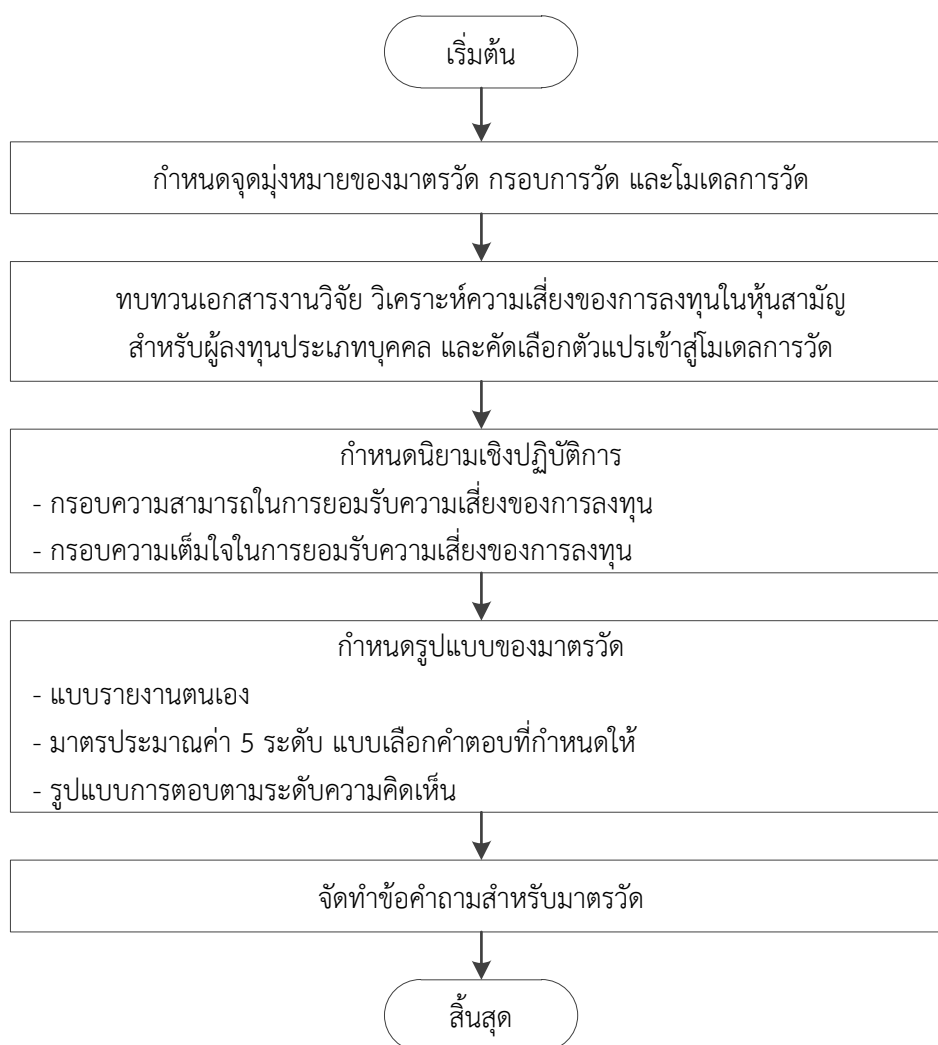 เริ่มต้น
กำหนดจุดมุ่งหมายของมาตรวัด กรอบการวัด และโมเดลการวัด
ทบทวนเอกสารงานวิจัย วิเคราะห์ความเสี่ยงของการลงทุนในหุ้นสามัญ
สำหรับผู้ลงทุนประเภทบุคคล และคัดเลือกตัวแปรเข้าสู่โมเดลการวัด
กำหนดนิยามเชิงปฏิบัติการ
- กรอบความสามารถในการยอมรับความเสี่ยงของการลงทุน
- กรอบความเต็มใจในการยอมรับความเสี่ยงของการลงทุน
กำหนดรูปแบบของมาตรวัด
- แบบรายงานตนเอง
- มาตรประมาณค่า 5 ระดับ แบบเลือกคำตอบที่กำหนดให้
- รูปแบบการตอบตามระดับความคิดเห็น
จัดทำข้อคำถามสำหรับมาตรวัด
สิ้นสุด